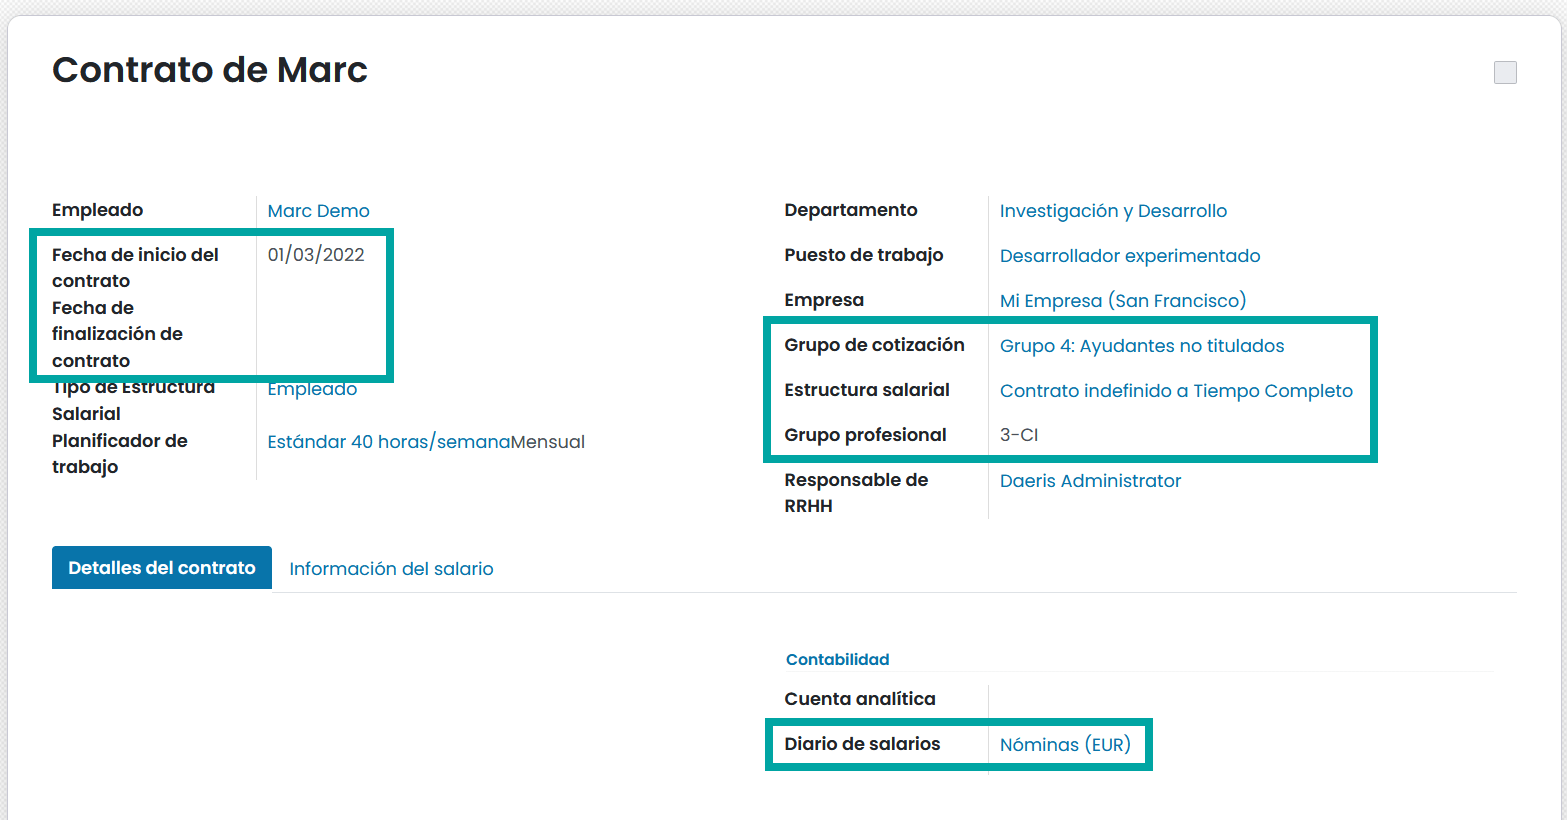 Contrato de Marc
Empleado Marc Demo
Fecha de inicio del 01/03/2022
contrato
Fecha de
finalización de
contrato
Tipo de Estructura Empleado
Salarial
Planificador de Estándar 40 horas/semanaMensual
trabajo
Departamento Investigación y Desarrollo
Puesto de trabajo Desarrollador experimentado
Empresa Mi Empresa (San Francisco)
Grupo de cotización Grupo 4: Ayudantes no titulados
Estructura salarial Contrato indefinido a Tiempo Completo
Grupo profesional 3-CI
Responsable de Daeris Administrator
RRHH
Detalles del contrato Información del salario
Contabilidad
Cuenta analítica
Diario de salarios Nóminas (EUR)